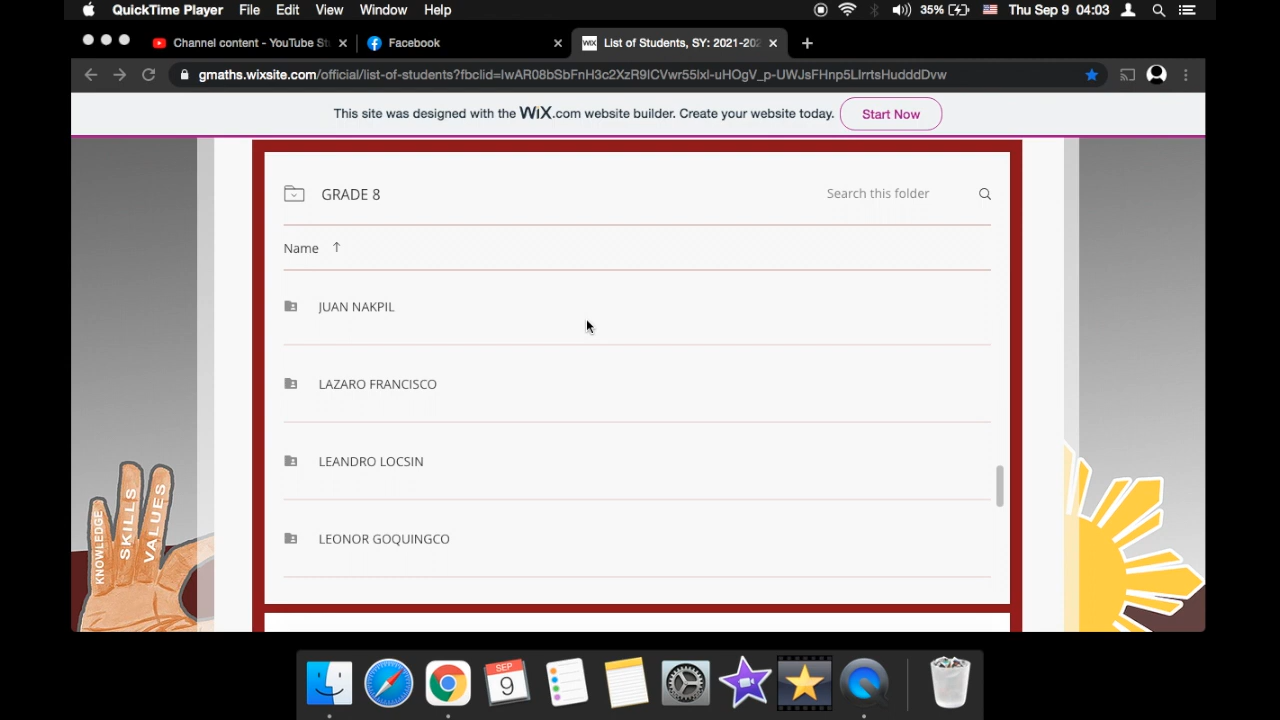 QuickTime Player File Edit View Window Help 35% Thu Sep 9 04:03
Channel content - YouTube St Facebook List of Students, SY: 2021-202
gmaths.wixsite.com/official/list-of-students?fbclid=IwAR08bSbFnH3c2XzR9lCVwr55lxl-uHOgV_p-UWJsFHnp5LIrrtsHudddDvw
This site was designed with the WiX.com website builder. Create your website today. Start Now
GRADE 8 Search this folder
Name ↑
JUAN NAKPIL
LAZARO FRANCISCO
LEANDRO LOCSIN
LEONOR GOQUINGCO
KNOWLEDGE
SKILLS
VALUES
SEP
9